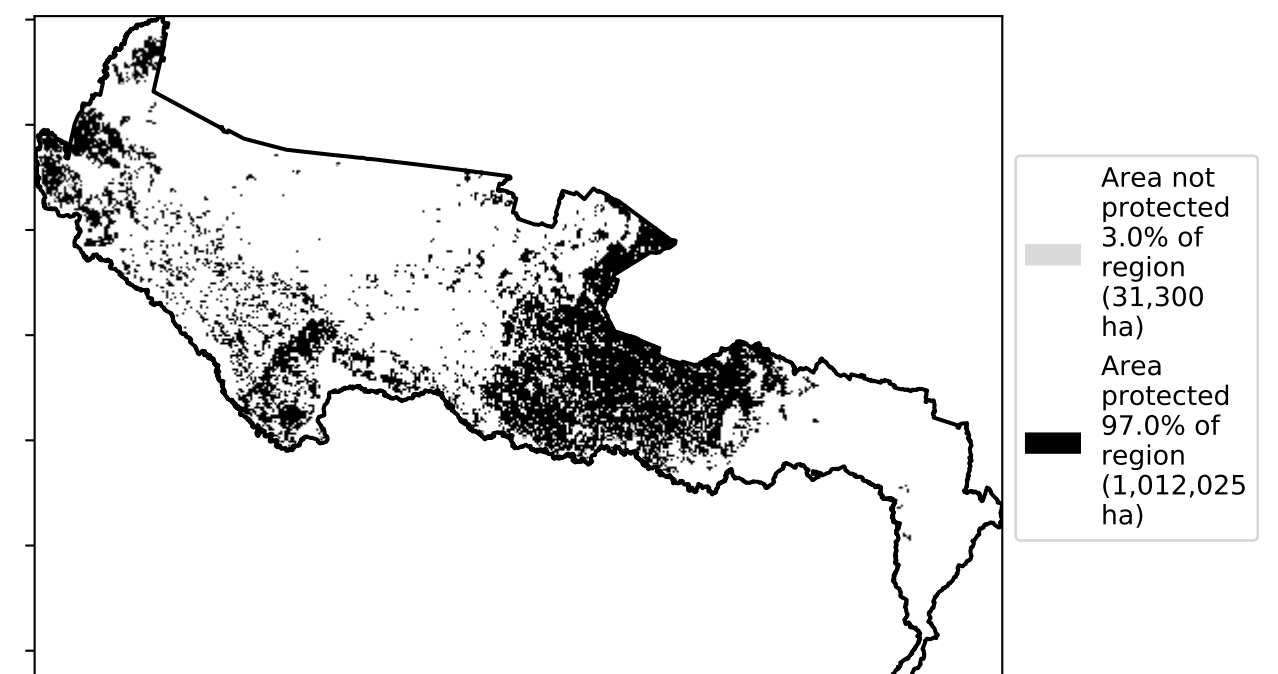 Area not
protected
3.0% of
region
(31,300
ha)
Area
protected
97.0% of
region
(1,012,025
ha)